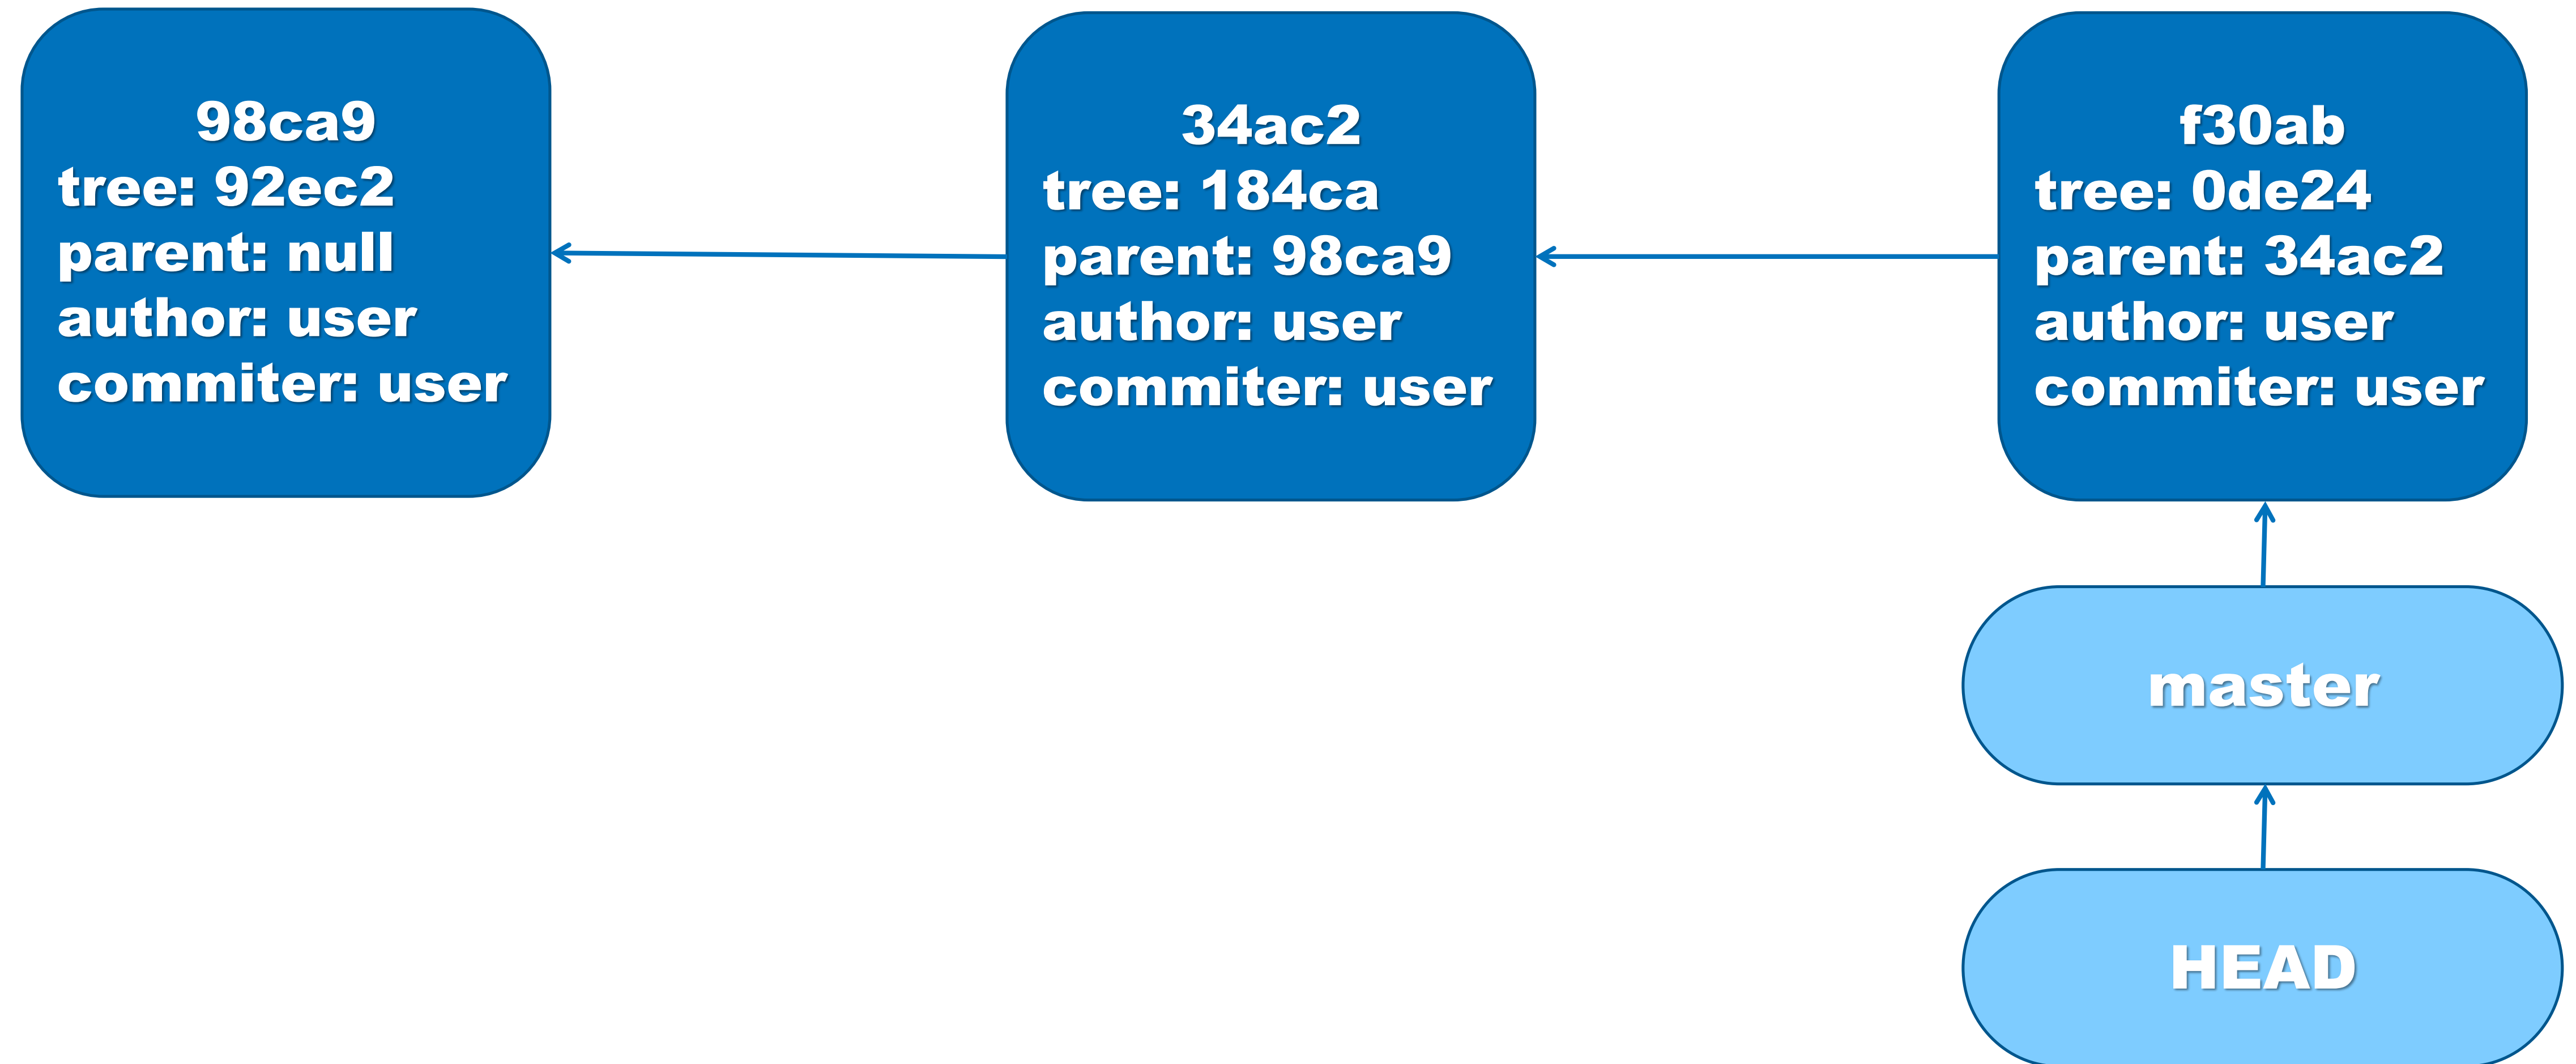 98ca9
tree: 92ec2
parent: null
author: user
commiter: user
34ac2
tree: 184ca
parent: 98ca9
author: user
commiter: user
f30ab
tree: 0de24
parent: 34ac2
author: user
commiter: user
master
HEAD